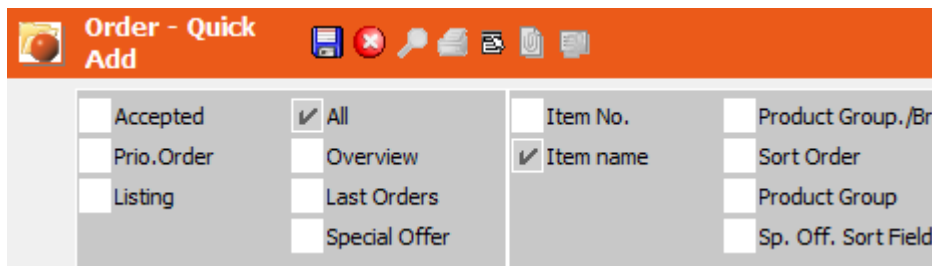 Order - Quick
Add
Accepted
All
Item No.
Product Group./Br
Prio.Order
Overview
Item name
Sort Order
Listing
Last Orders
Product Group
Special Offer
Sp. Off. Sort Field